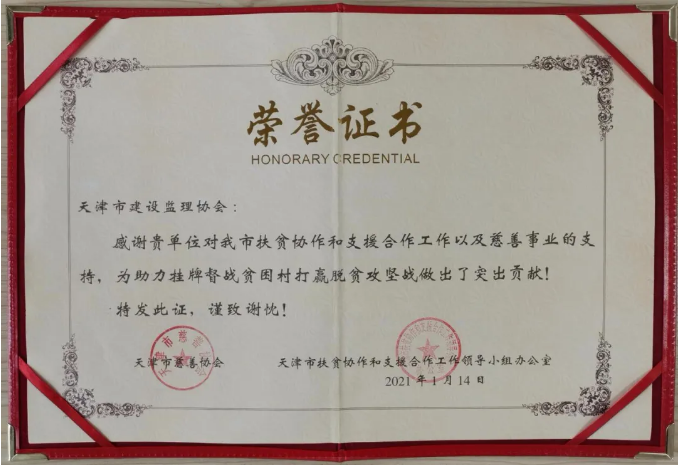 荣誉证书
HONORARY CREDENTIAL
天津市建设监理协会：
感谢贵单位对我市扶贫协作和支援合作工作以及慈善事业的支
持，为助力挂牌督战贫困村打赢脱贫攻坚战做出了突出贡献！
特发此证，谨致谢忱！
天津市慈善协会 天津市扶贫协作和支援合作工作领导小组办公室
2021年1月14日